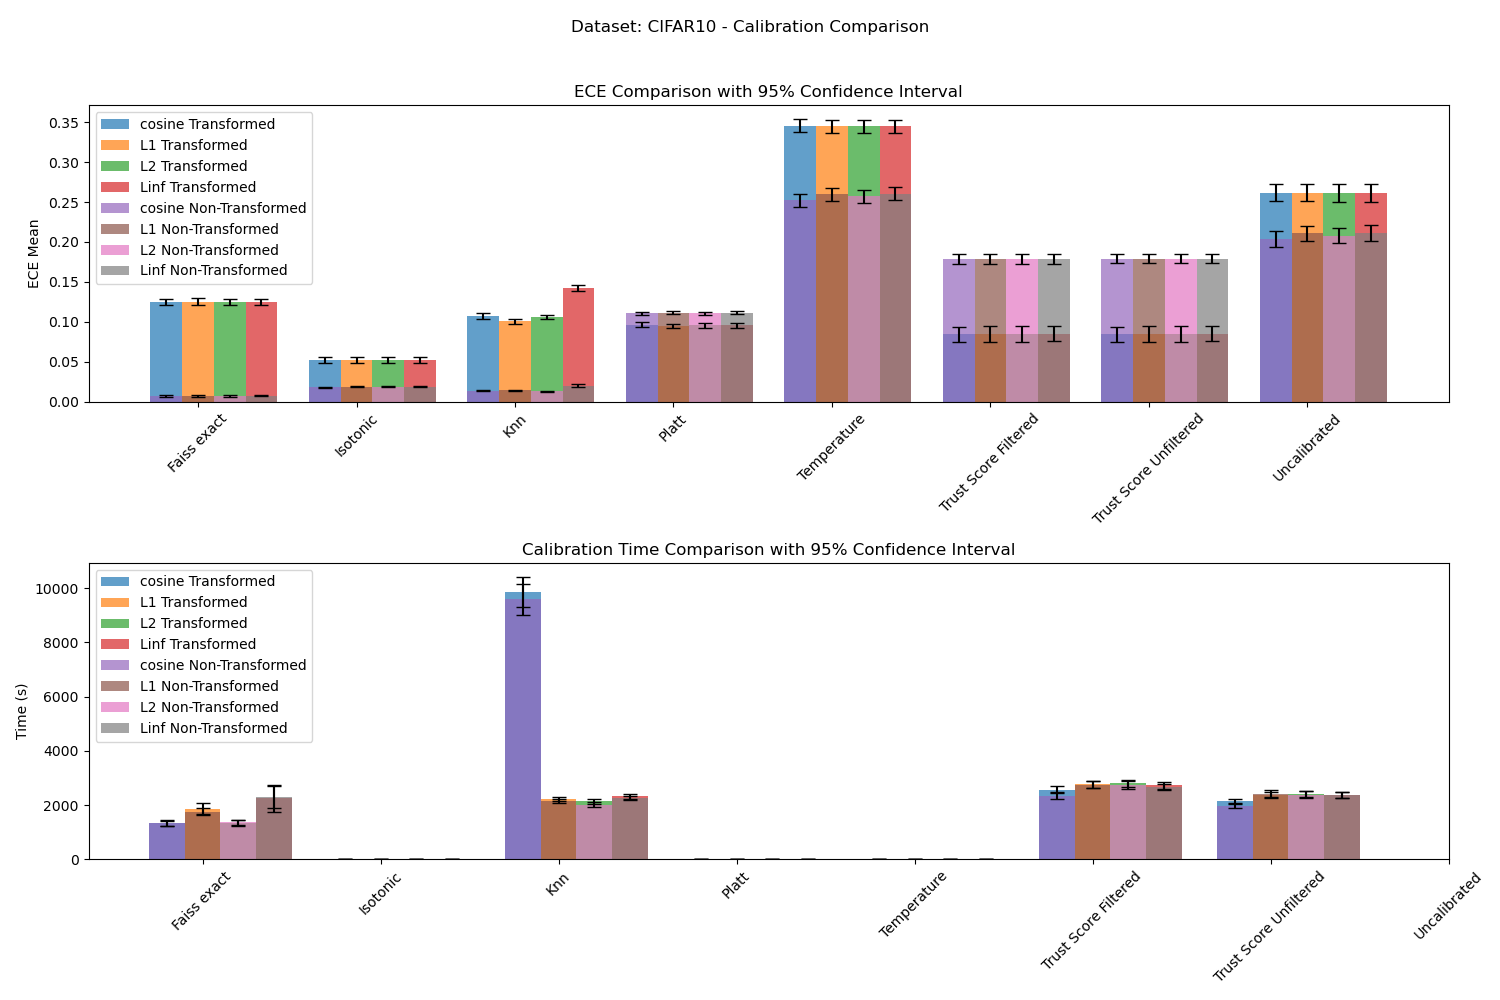 Dataset: CIFAR10 - Calibration Comparison
ECE Comparison with 95% Confidence Interval
ECE Mean
0.35
0.30
0.25
0.20
0.15
0.10
0.05
0.00
cosine Transformed
L1 Transformed
L2 Transformed
Linf Transformed
cosine Non-Transformed
L1 Non-Transformed
L2 Non-Transformed
Linf Non-Transformed
Faiss exact
Isotonic
Knn
Platt
Temperature
Trust Score Filtered
Trust Score Unfiltered
Uncalibrated
Calibration Time Comparison with 95% Confidence Interval
Time (s)
10000
8000
6000
4000
2000
0
cosine Transformed
L1 Transformed
L2 Transformed
Linf Transformed
cosine Non-Transformed
L1 Non-Transformed
L2 Non-Transformed
Linf Non-Transformed
Faiss exact
Isotonic
Knn
Platt
Temperature
Trust Score Filtered
Trust Score Unfiltered
Uncalibrated